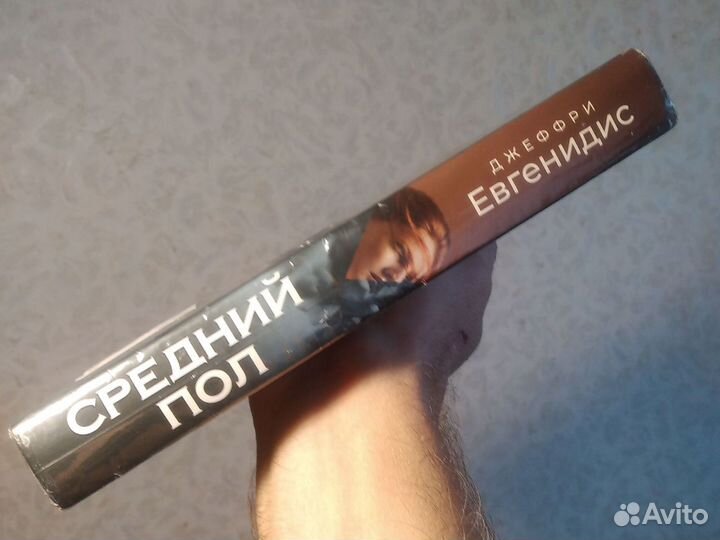 ДЖЕФФРИ
Евгенидис
СРЕДНИЙ
ПОЛ
Avito